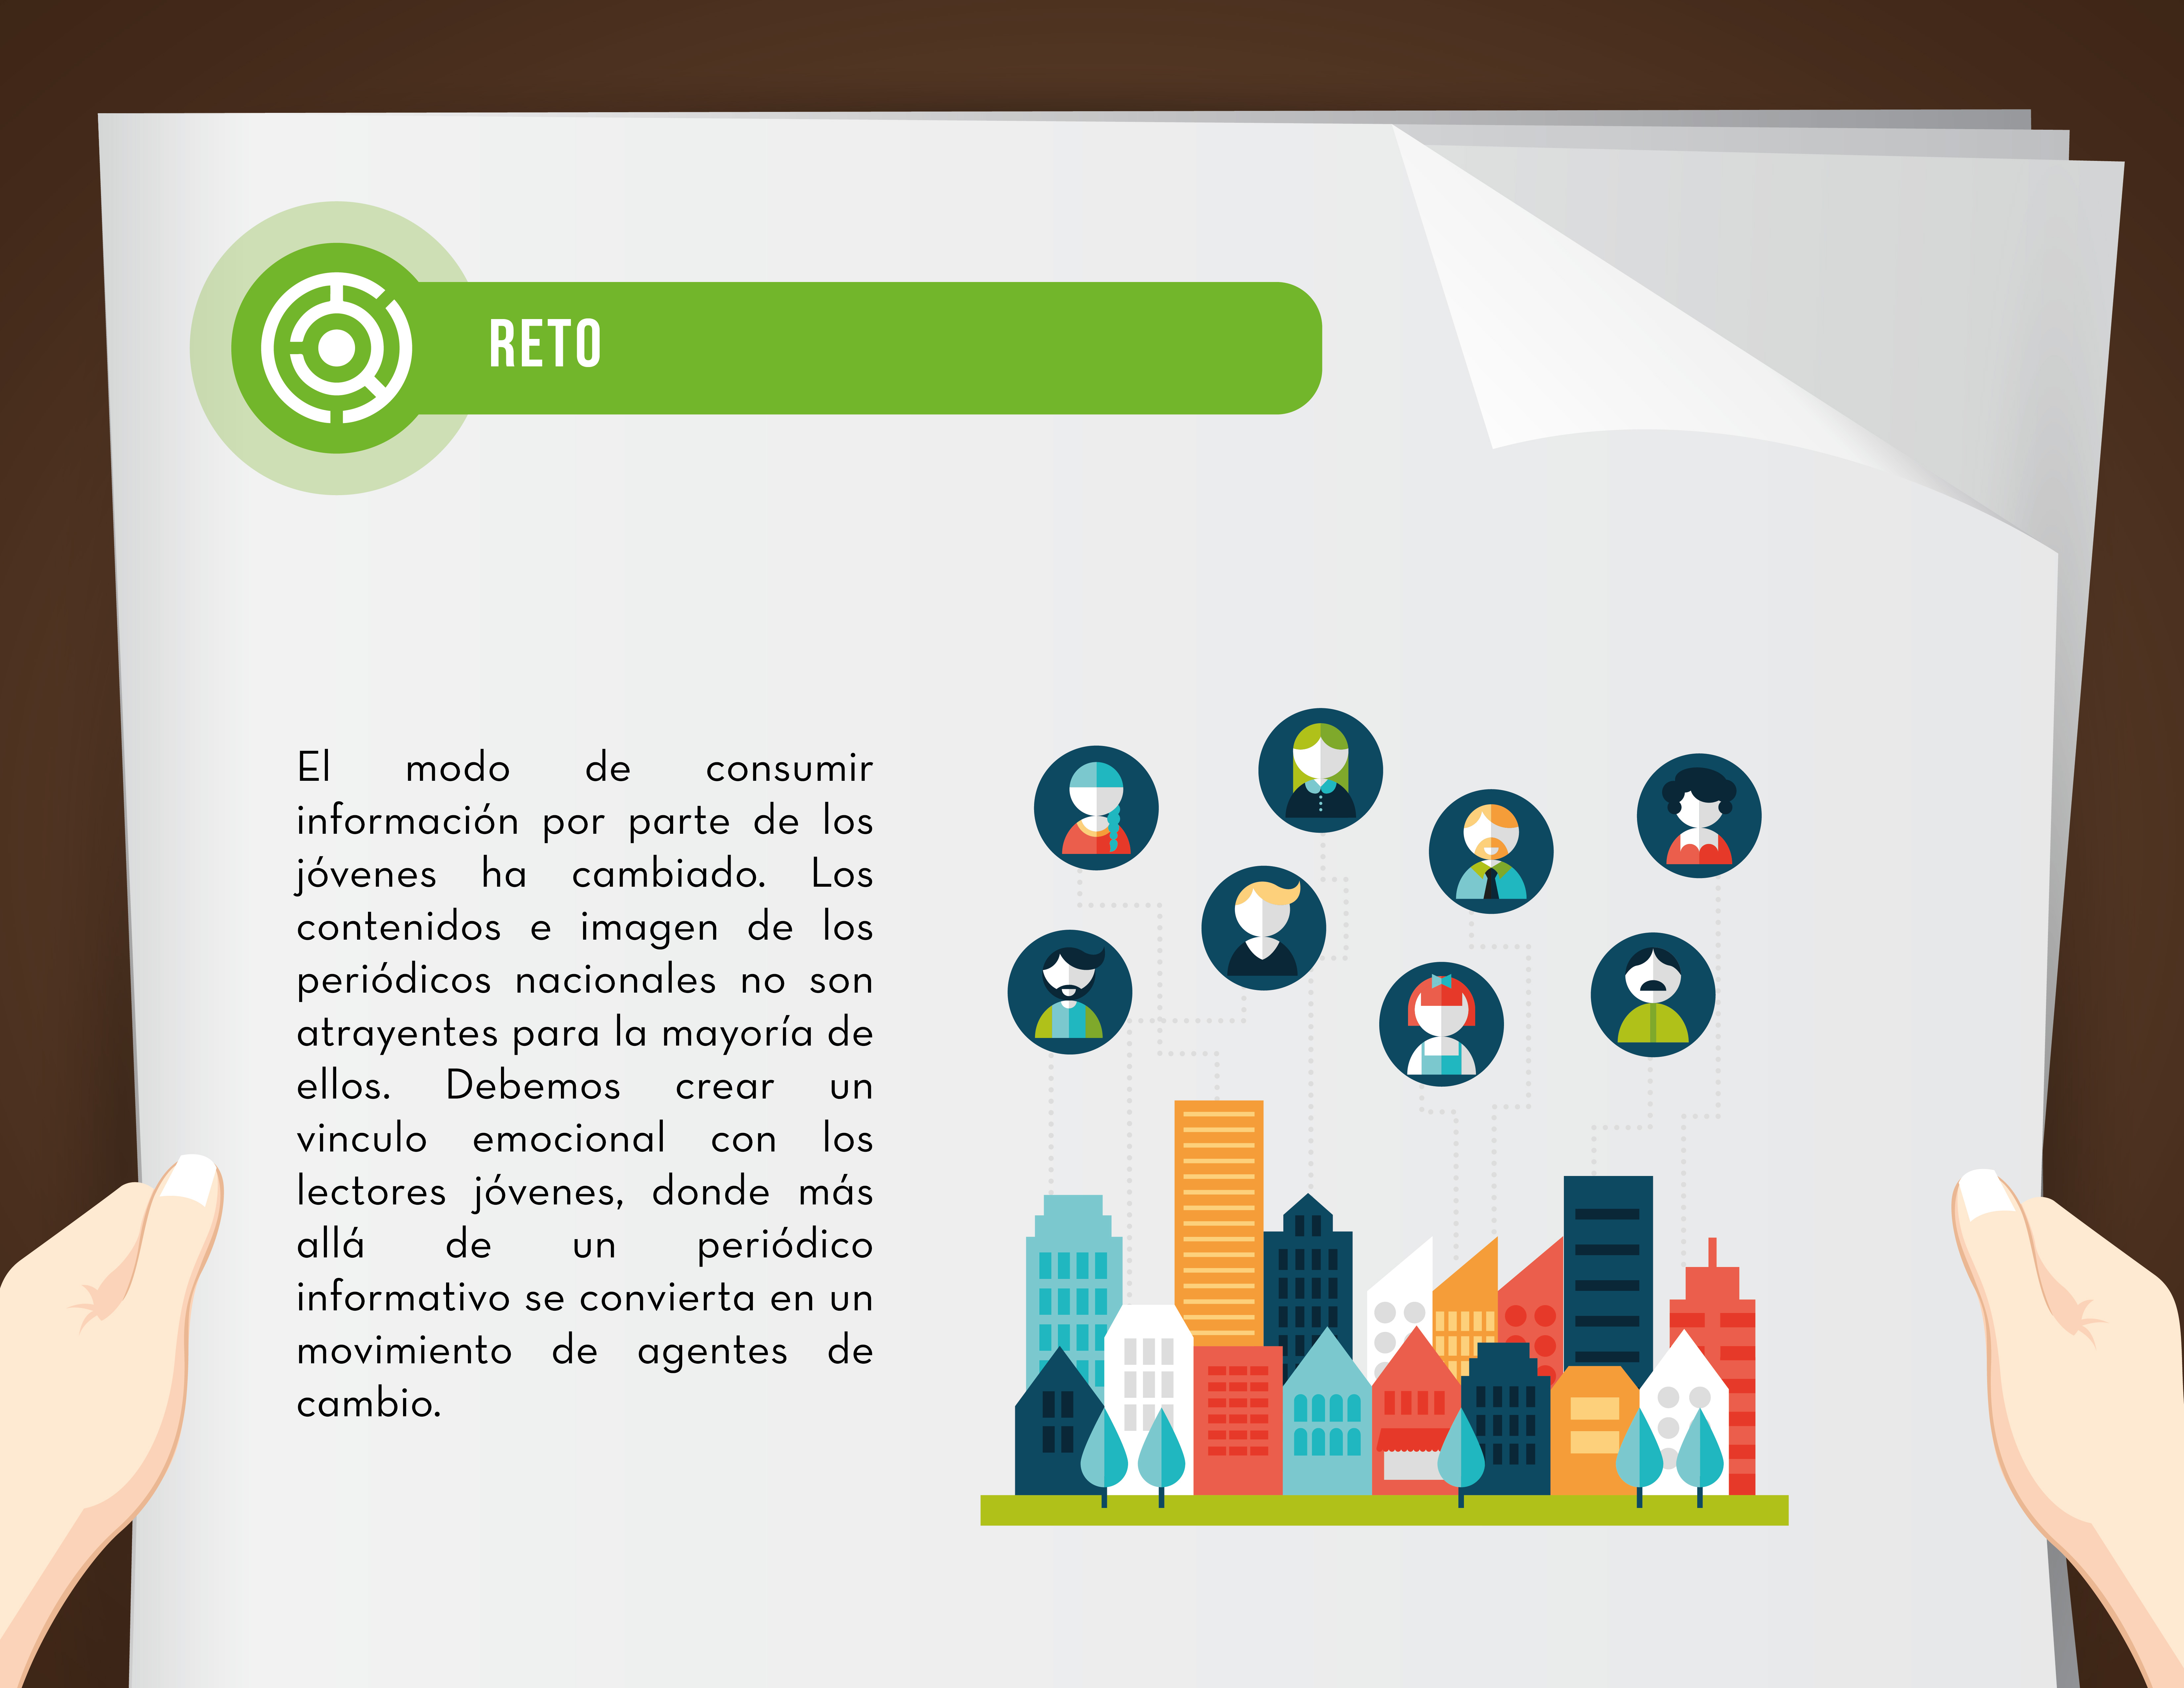 RETO
El modo de consumir
información por parte de los
jóvenes ha cambiado. Los
contenidos e imagen de los
periódicos nacionales no son
atrayentes para la mayoría de
ellos. Debemos crear un
vinculo emocional con los
lectores jóvenes, donde más
allá de un periódico
informativo se convierta en un
movimiento de agentes de
cambio.